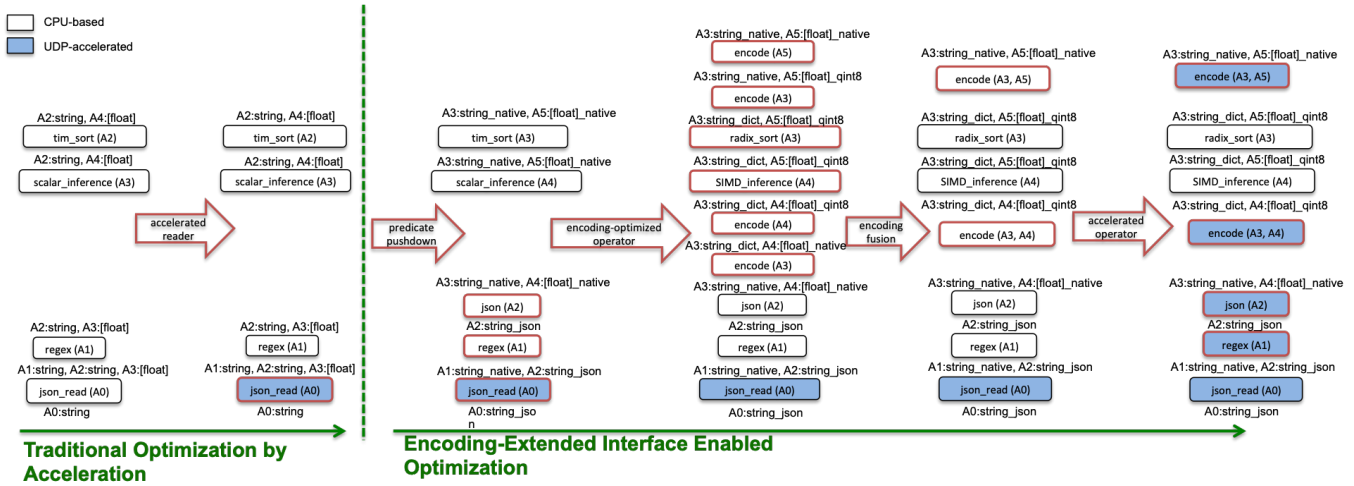 CPU-based
UDP-accelerated
A2:string, A4:[float]
tim_sort (A2)
A2:string, A4:[float]
scalar_inference (A3)
A2:string, A3:[float]
regex (A1)
A1:string, A2:string, A3:[float]
json_read (A0)
A0:string
accelerated
reader
A2:string, A4:[float]
tim_sort (A2)
A2:string, A4:[float]
scalar_inference (A3)
A2:string, A3:[float]
regex (A1)
A1:string, A2:string, A3:[float]
json_read (A0)
A0:string
predicate
pushdown
A3:string_native, A5:[float]_native
tim_sort (A3)
A3:string_native, A5:[float]_native
scalar_inference (A4)
A3:string_native, A4:[float]_native
json (A2)
A2:string_json
regex (A1)
A1:string_native, A2:string_json
json_read (A0)
A0:string_jso
n
encoding-optimized
operator
A3:string_native, A5:[float]_native
encode (A5)
A3:string_native, A5:[float]_qint8
encode (A3)
A3:string_dict, A5:[float]_qint8
radix_sort (A3)
A3:string_dict, A5:[float]_qint8
SIMD_inference (A4)
A3:string_dict, A4:[float]_qint8
encode (A4)
A3:string_dict, A4:[float]_native
encode (A3)
A3:string_native, A4:[float]_native
json (A2)
A2:string_json
regex (A1)
A1:string_native, A2:string_json
json_read (A0)
A0:string_json
encoding
fusion
A3:string_native, A5:[float]_native
encode (A3, A5)
A3:string_dict, A5:[float]_qint8
radix_sort (A3)
A3:string_dict, A5:[float]_qint8
SIMD_inference (A4)
A3:string_dict, A4:[float]_qint8
encode (A3, A4)
A3:string_native, A4:[float]_native
json (A2)
A2:string_json
regex (A1)
A1:string_native, A2:string_json
json_read (A0)
A0:string_json
accelerated
operator
A3:string_native, A5:[float]_native
encode (A3, A5)
A3:string_dict, A5:[float]_qint8
radix_sort (A3)
A3:string_dict, A5:[float]_qint8
SIMD_inference (A4)
A3:string_dict, A4:[float]_qint8
encode (A3, A4)
A3:string_native, A4:[float]_native
json (A2)
A2:string_json
regex (A1)
A1:string_native, A2:string_json
json_read (A0)
A0:string_json
Traditional Optimization by
Acceleration
Encoding-Extended Interface Enabled
Optimization